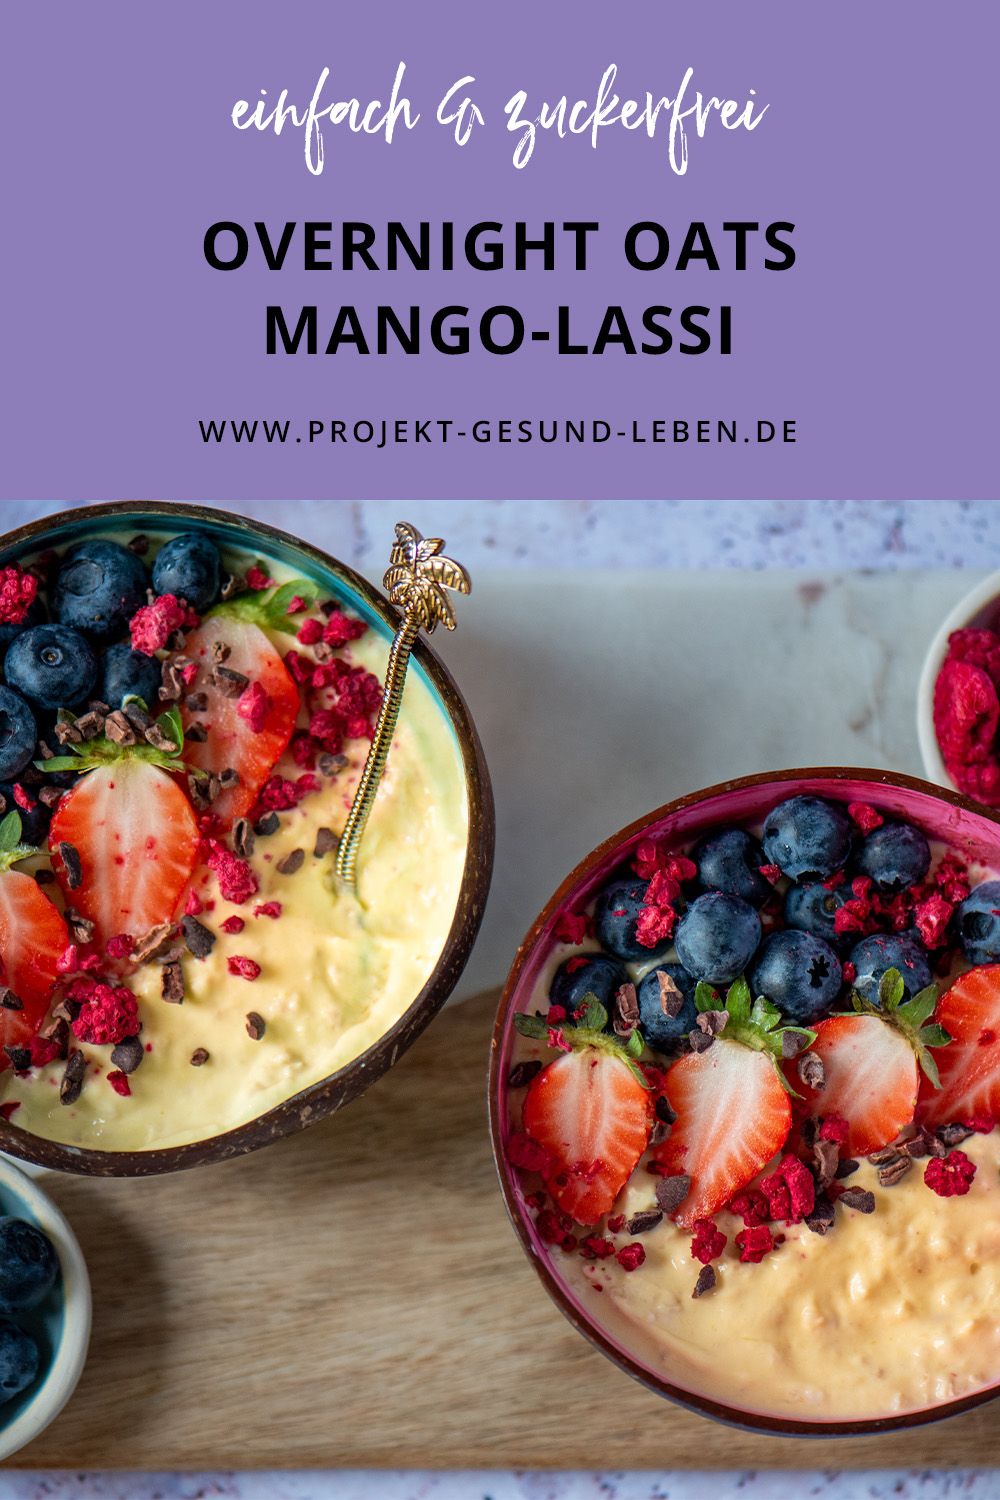 einfach & zuckerfrei
OVERNIGHT OATS
MANGO-LASSI
WWW.PROJEKT-GESUND-LEBEN.DE